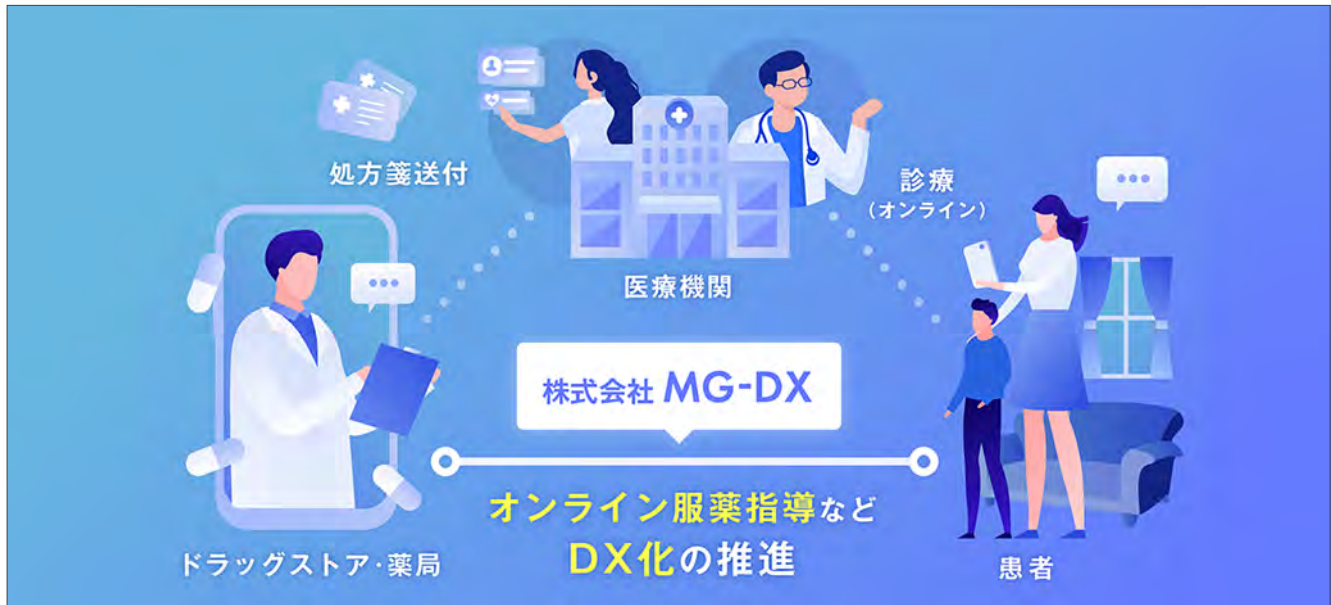 処方箋送付
診療
(オンライン)
医療機関
株式会社 MG-DX
オンライン服薬指導など
DX化の推進
ドラッグストア・薬局
患者